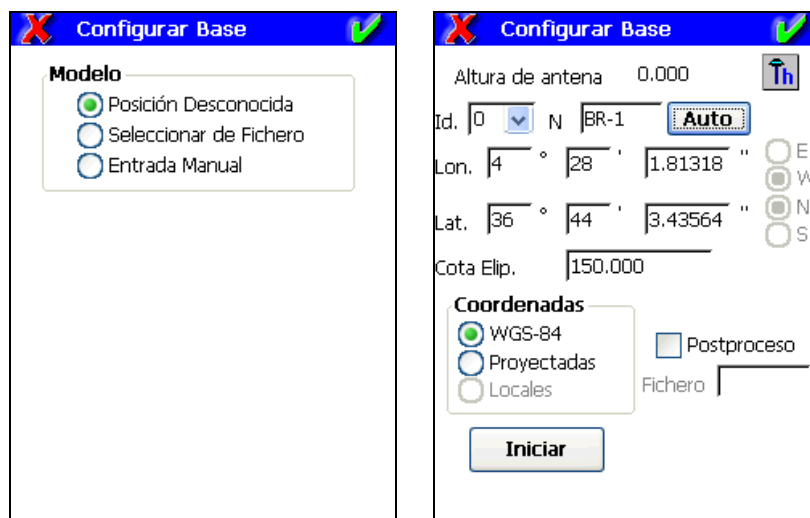 Configurar Base
Modelo
Posición Desconocida
Seleccionar de Fichero
Entrada Manual
Configurar Base
Altura de antena 0.000 Th
Id. 0 N BR-1 Auto
Lon. 4 ° 28 ' 1.81318 " E
W
Lat. 36 ° 44 ' 3.43564 " N
S
Cota Elip. 150.000
Coordenadas
WGS-84
Proyectadas
Locales
Postproceso
Fichero
Iniciar